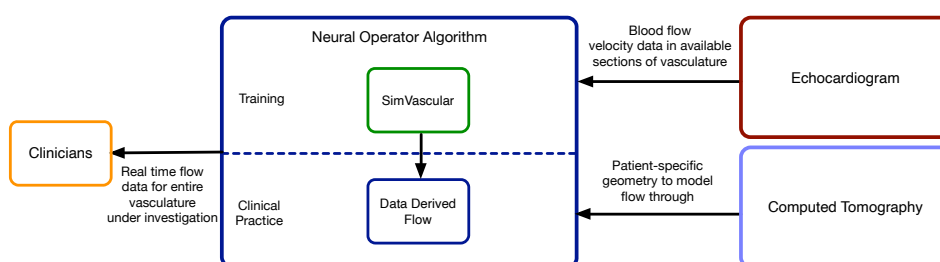 Neural Operator Algorithm
Training
SimVascular
Clinical
Practice
Data Derived
Flow
Clinicians
Real time flow
data for entire
vasculature
under investigation
Blood flow
velocity data in available
sections of vasculature
Echocardiogram
Patient-specific
geometry to model
flow through
Computed Tomography